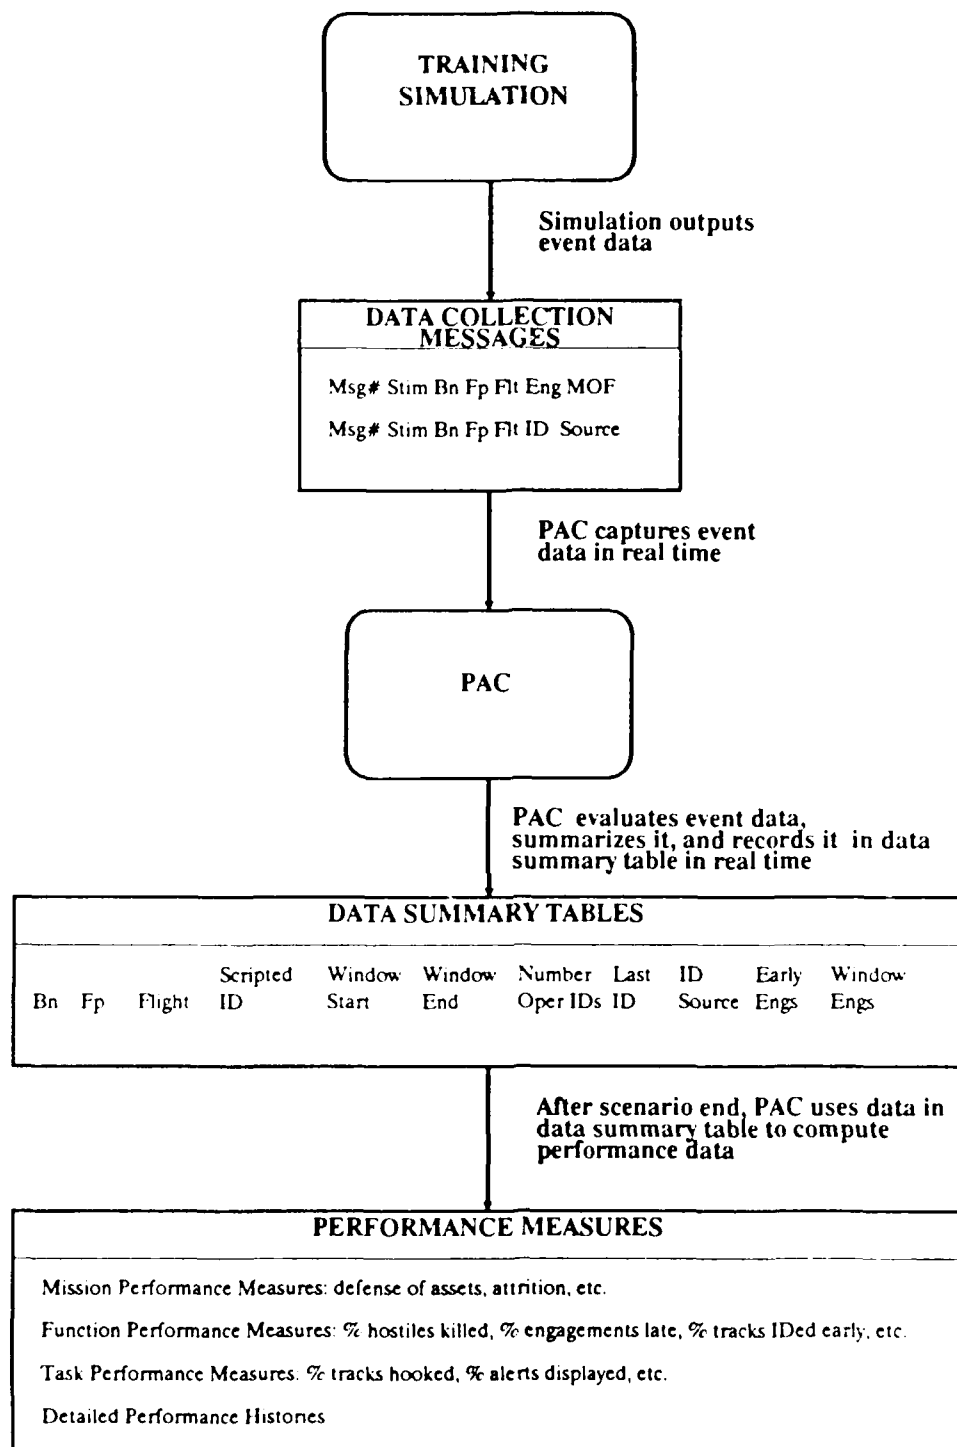 TRAINING
SIMULATION
Simulation outputs
event data
DATA COLLECTION
MESSAGES
Msg# Stim Bn Fp Flt Eng MOF
Msg# Stim Bn Fp Flt ID Source
PAC captures event
data in real time
PAC
PAC evaluates event data,
summarizes it, and records it in data
summary table in real time
DATA SUMMARY TABLES
Scripted Window Window Number Last ID Early Window
Bn Fp Flight ID Start End Oper IDs ID Source Engs Engs
After scenario end, PAC uses data in
data summary table to compute
performance data
PERFORMANCE MEASURES
Mission Performance Measures: defense of assets, attrition, etc.
Function Performance Measures: % hostiles killed, % engagements late, % tracks IDed early, etc.
Task Performance Measures: % tracks hooked, % alerts displayed, etc.
Detailed Performance Histories